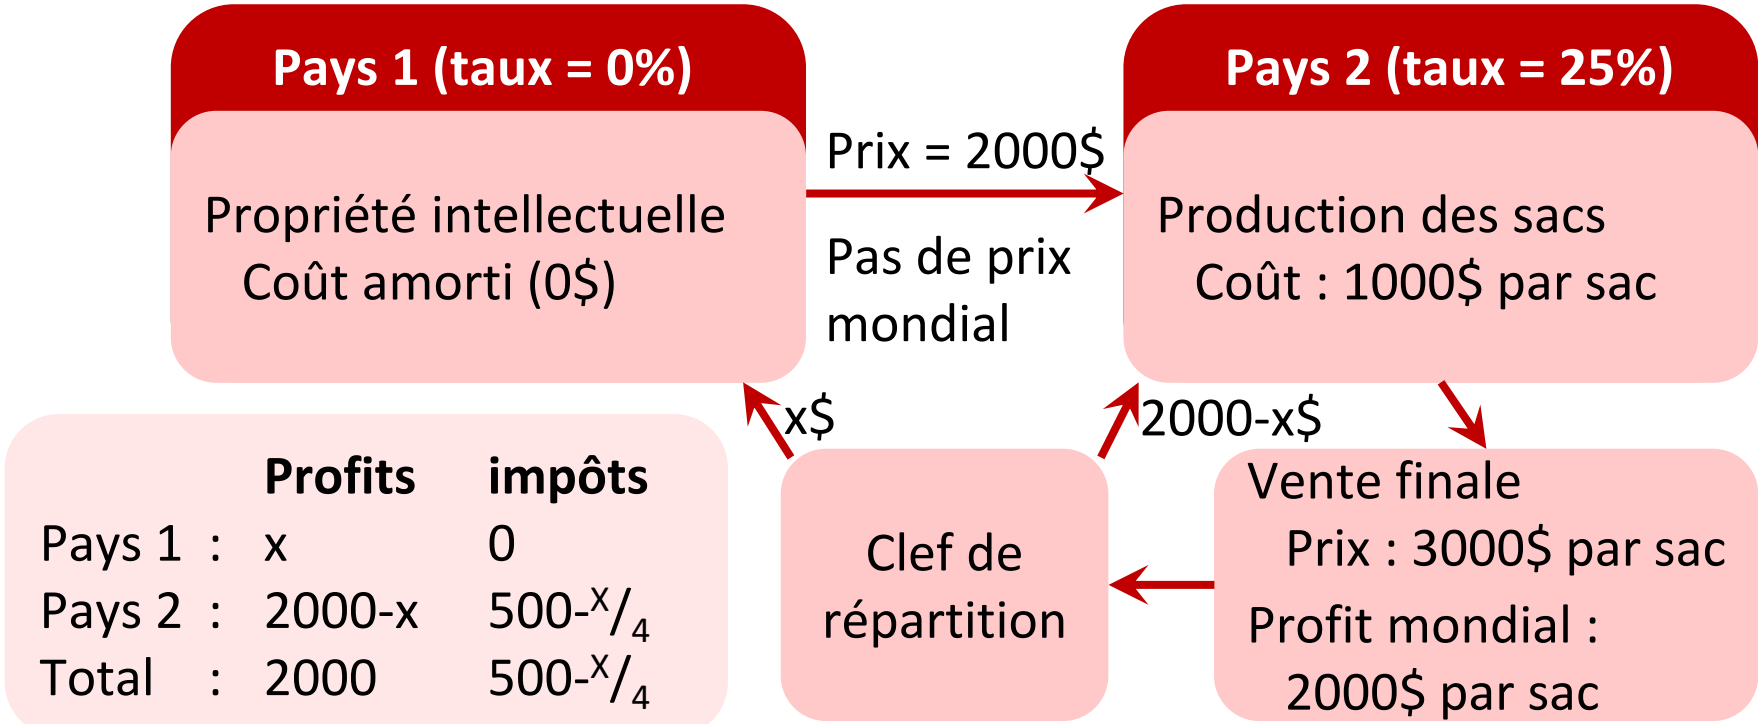 Pays 1 (taux = 0%)
Propriété intellectuelle
Coût amorti (0$)
Prix = 2000$
Pas de prix
mondial
Pays 2 (taux = 25%)
Production des sacs
Coût : 1000$ par sac
x$
2000-x$
Clef de
répartition
Vente finale
Prix : 3000$ par sac
Profit mondial :
2000$ par sac
Profits impôts
Pays 1 : x 0
Pays 2 : 2000-x 500-x/4
Total : 2000 500-x/4